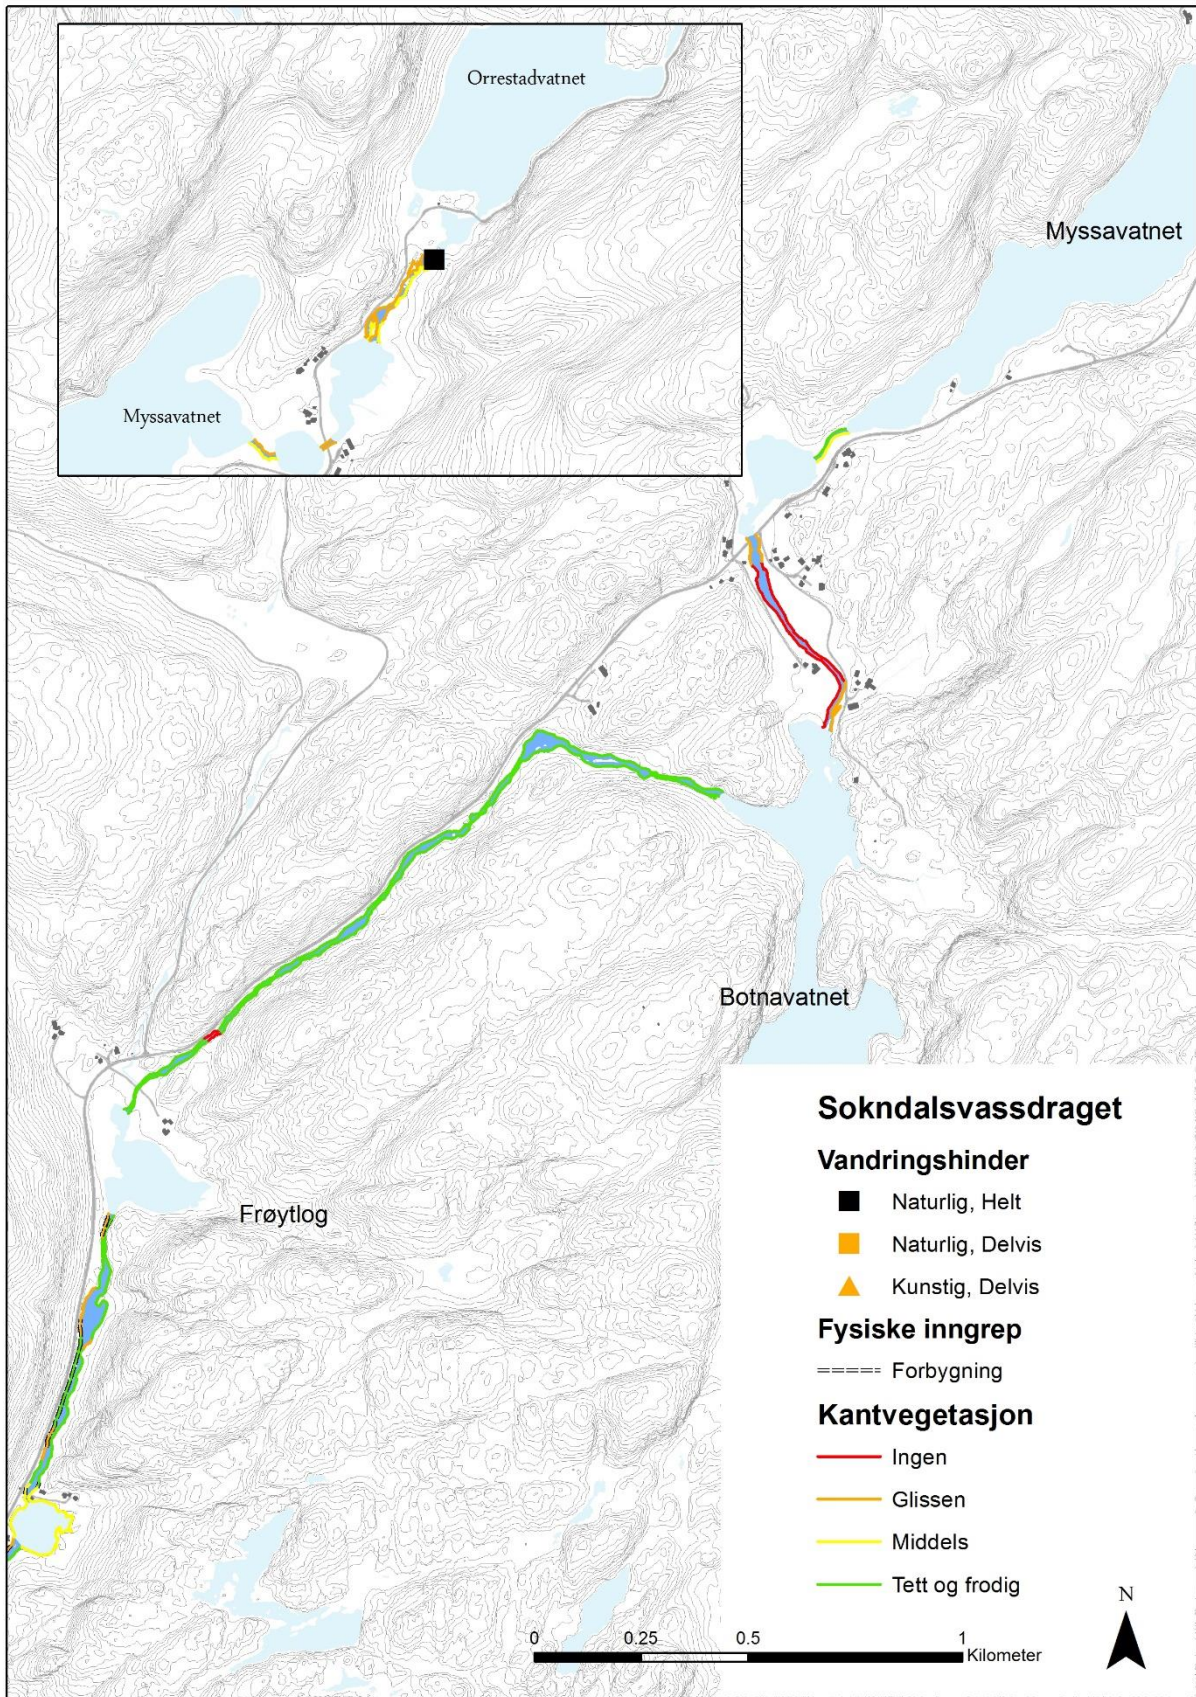 Orrestadvatnet
Myssavatnet
Myssavatnet
Botnavatnet
Frøytlog
Sokndalsvassdraget
Vandringshinder
Naturlig, Helt
Naturlig, Delvis
Kunstig, Delvis
Fysiske inngrep
Forbygning
Kantvegetasjon
Ingen
Glissen
Middels
Tett og frodig
N
0 0.25 0.5 1
Kilometer